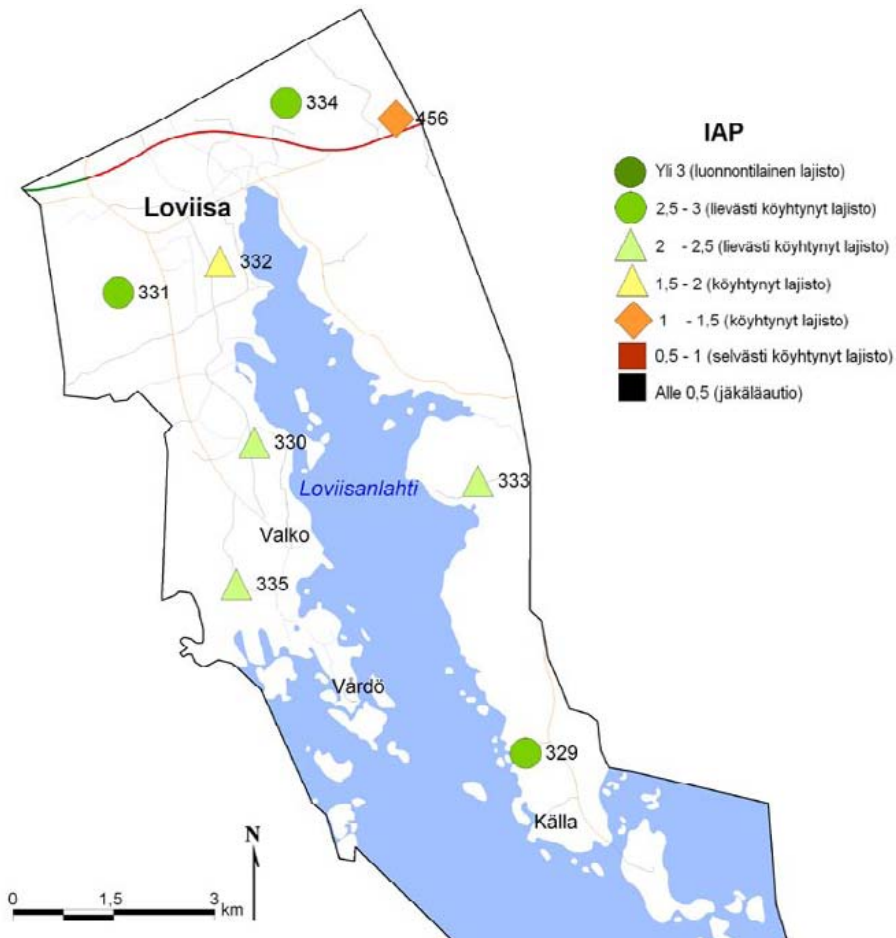 334
456
Loviisa
332
331
330
Loviisanlahti
333
Valko
335
Vårdö
329
Källa
N
0 1,5 3
km
IAP
Yli 3 (luonnontilainen lajisto)
2,5 - 3 (lievästi köyhtynyt lajisto)
2 - 2,5 (lievästi köyhtynyt lajisto)
1,5 - 2 (köyhtynyt lajisto)
1 - 1,5 (köyhtynyt lajisto)
0,5 - 1 (selvästi köyhtynyt lajisto)
Alle 0,5 (jäkäläautio)